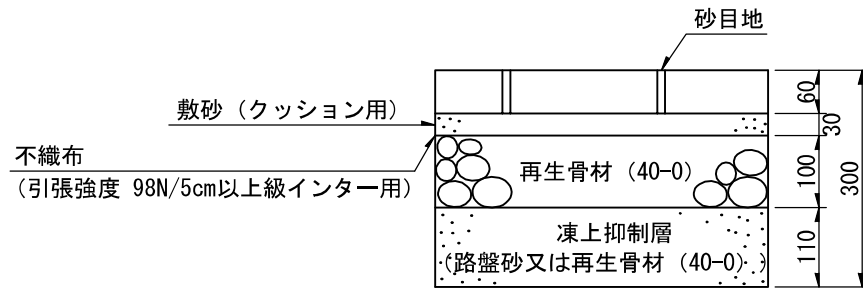 砂目地
敷砂（クッション用）
不織布
（引張強度 98N/5cm以上級インター用）
再生骨材（40-0）
凍上抑制層
（路盤砂又は再生骨材（40-0））
60
30
100
110
300